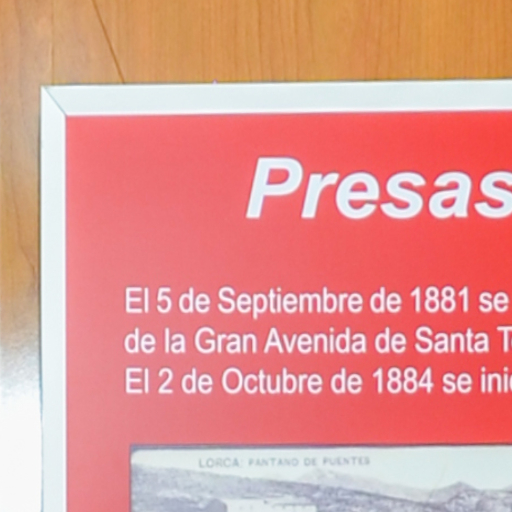 Presas
El 5 de Septiembre de 1881 se
de la Gran Avenida de Santa T
El 2 de Octubre de 1884 se ini
LORCA: PANTANO DE PUENTES